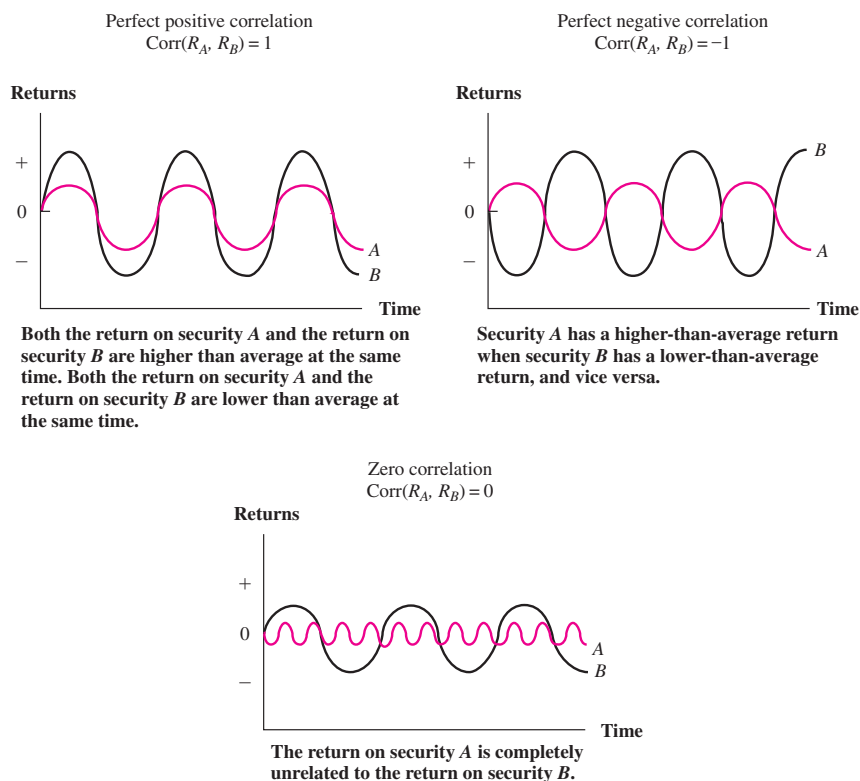 Perfect positive correlation
Corr(R_A, R_B) = 1
Returns
+
0
−
A
B
Time
Both the return on security A and the return on
security B are higher than average at the same
time. Both the return on security A and the
return on security B are lower than average at
the same time.
Perfect negative correlation
Corr(R_A, R_B) = −1
Returns
+
0
−
B
A
Time
Security A has a higher-than-average return
when security B has a lower-than-average
return, and vice versa.
Zero correlation
Corr(R_A, R_B) = 0
Returns
+
0
−
A
B
Time
The return on security A is completely
unrelated to the return on security B.